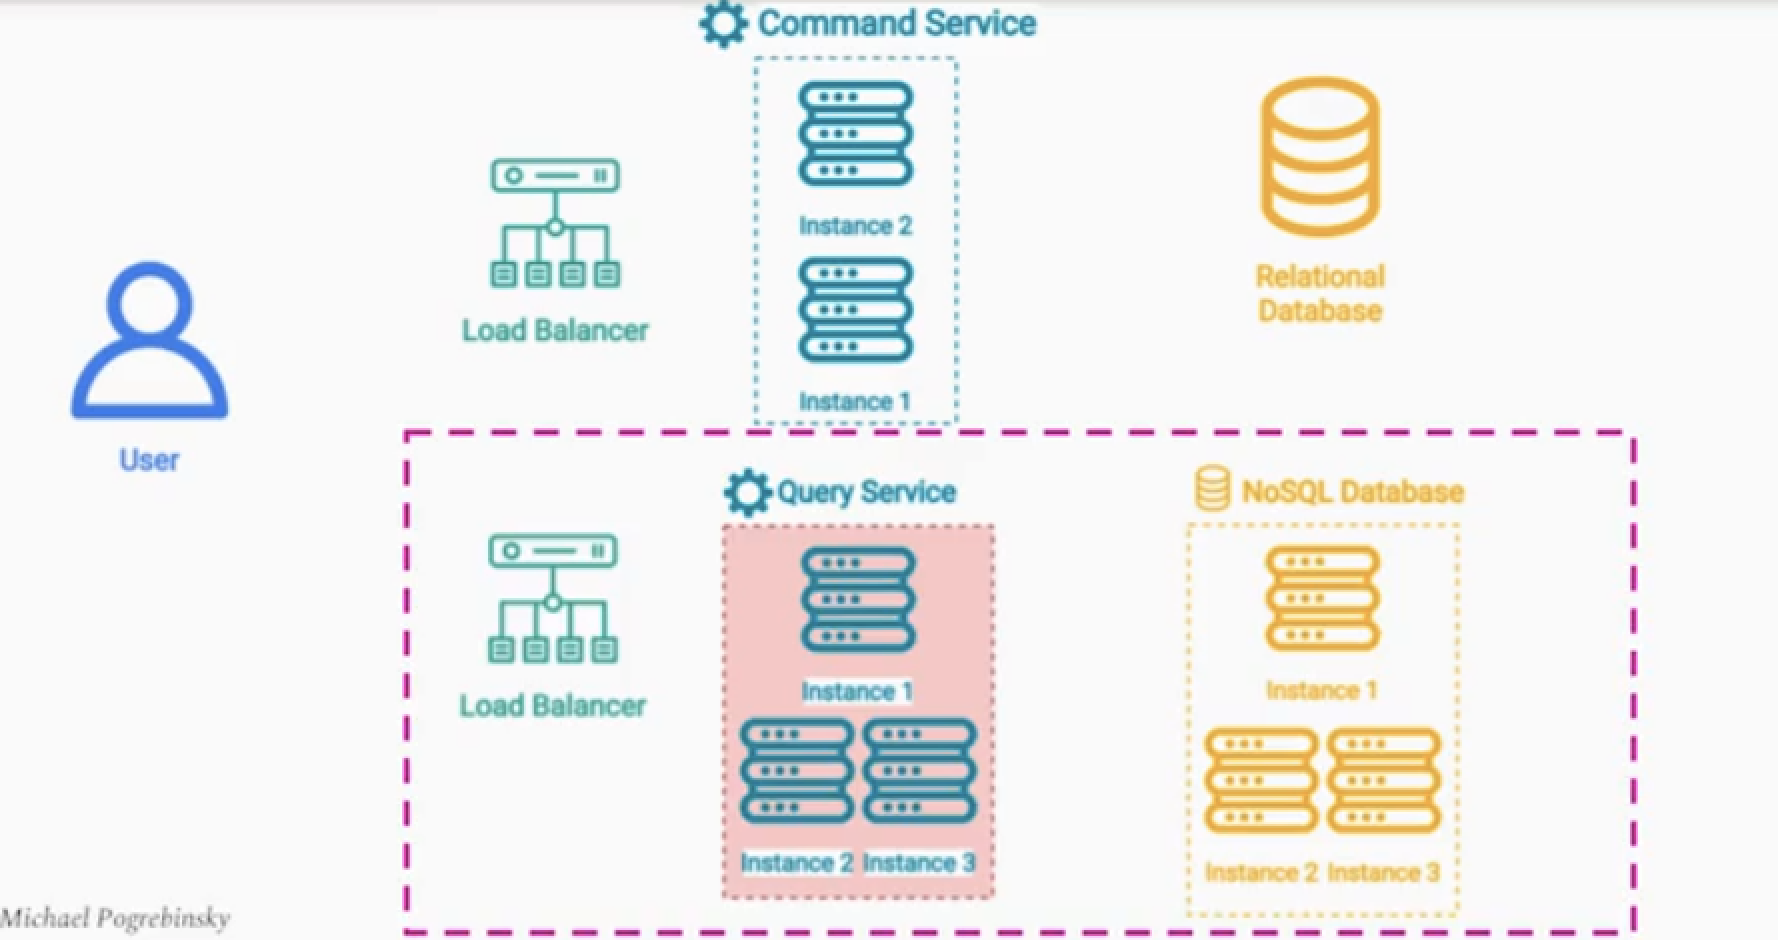 Command Service
Instance 2
Load Balancer
Instance 1
Relational
Database
User
Query Service
NoSQL Database
Instance 1
Instance 1
Load Balancer
Instance 2 Instance 3
Instance 2 Instance 3
Michael Pogrebinsky